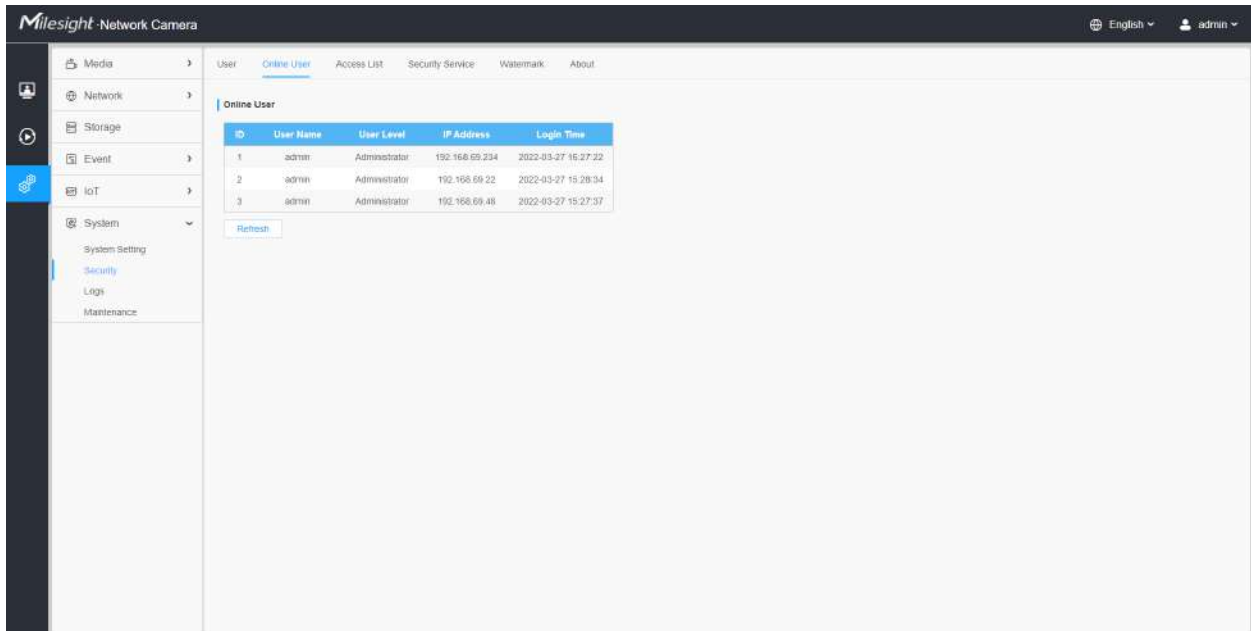 Milesight Network Camera
English
admin
Media
Network
Storage
Event
IoT
System
System Setting
Security
Logs
Maintenance
User Online User Access List Security Service Watermark About
Online User
ID User Name User Level IP Address Login Time
1 admin Administrator 192.168.69.234 2022-03-27 16:27:22
2 admin Administrator 192.168.69.22 2022-03-27 15:28:34
3 admin Administrator 192.168.69.48 2022-03-27 15:27:37
Refresh